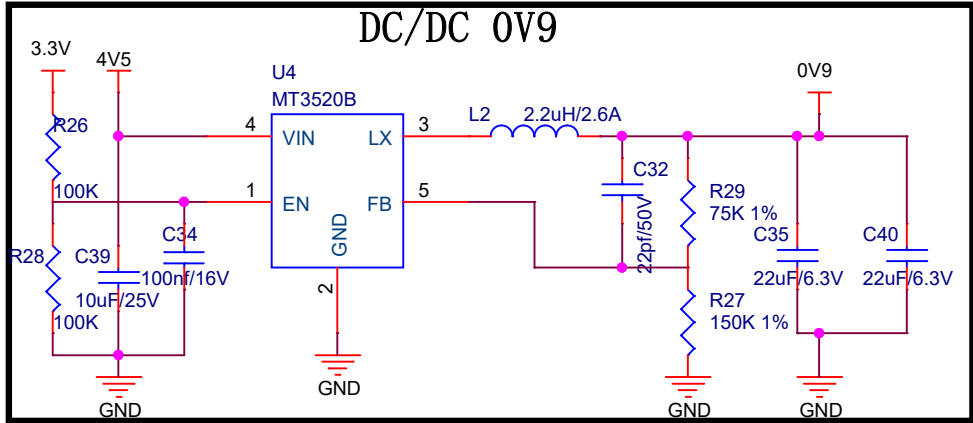 DC/DC 0V9
3.3V
4V5
U4
MT3520B
0V9
R26
100K
4
VIN
LX
3
L2
2.2uH/2.6A
1
EN
FB
5
GND
2
C32
22pf/50V
R29
75K 1%
R28
100K
C39
10uF/25V
C34
100nf/16V
C35
22uF/6.3V
C40
22uF/6.3V
R27
150K 1%
GND
GND
GND
GND